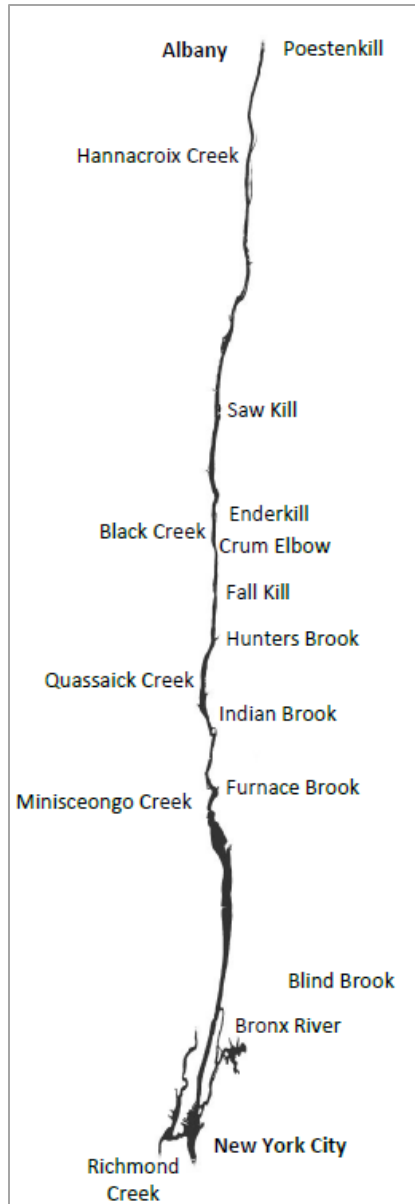 Albany
Poestenkill
Hannacroix Creek
Saw Kill
Enderkill
Black Creek
Crum Elbow
Fall Kill
Hunters Brook
Quassaick Creek
Indian Brook
Furnace Brook
Minisceongo Creek
Blind Brook
Bronx River
New York City
Richmond
Creek